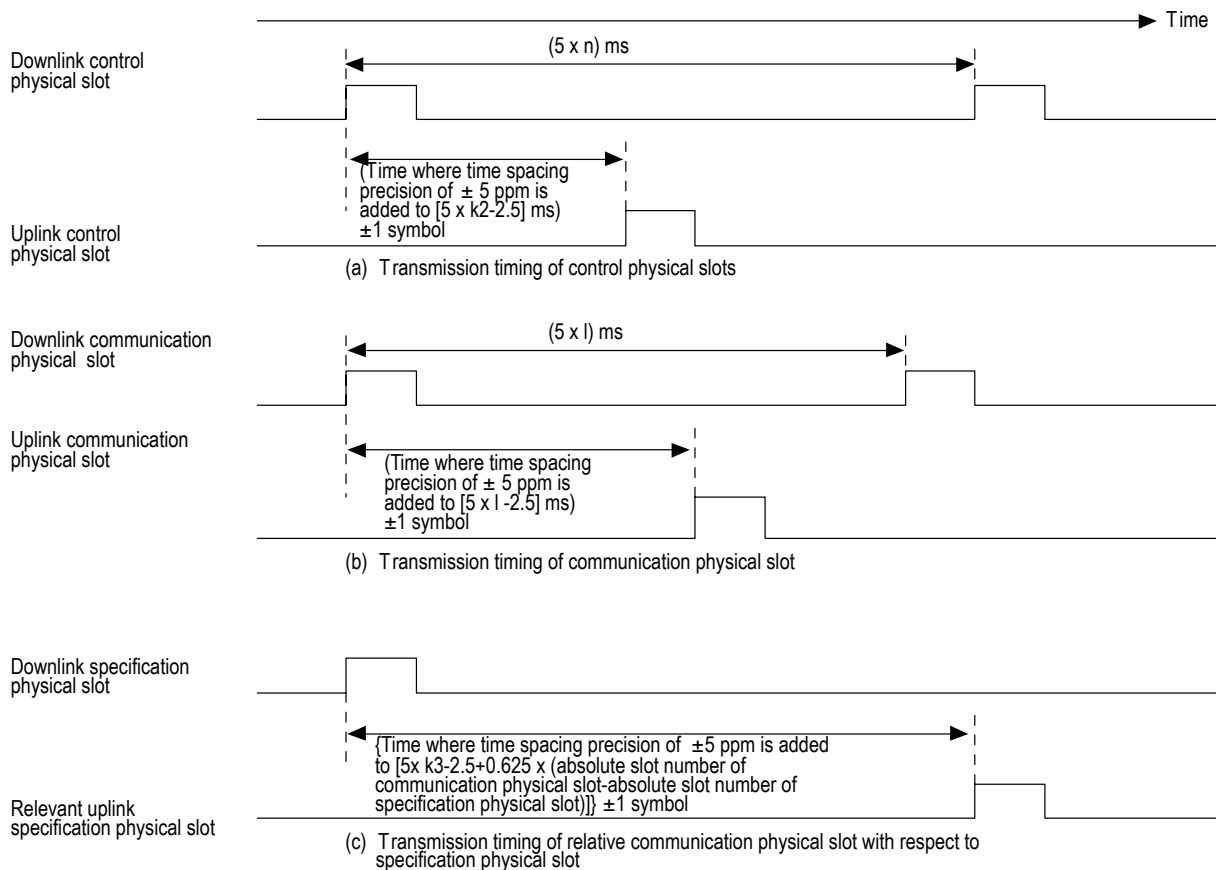 Time
Downlink control
physical slot
(5 x n) ms
(Time where time spacing
precision of ± 5 ppm is
added to [5 x k2-2.5] ms)
±1 symbol
Uplink control
physical slot
(a) Transmission timing of control physical slots
Downlink communication
physical slot
(5 x l) ms
Uplink communication
physical slot
(Time where time spacing
precision of ± 5 ppm is
added to [5 x l -2.5] ms)
±1 symbol
(b) Transmission timing of communication physical slot
Downlink specification
physical slot
{Time where time spacing precision of ±5 ppm is added
to [5x k3-2.5+0.625 x (absolute slot number of
communication physical slot-absolute slot number of
specification physical slot)]} ±1 symbol
Relevant uplink
specification physical slot
(c) Transmission timing of relative communication physical slot with respect to
specification physical slot